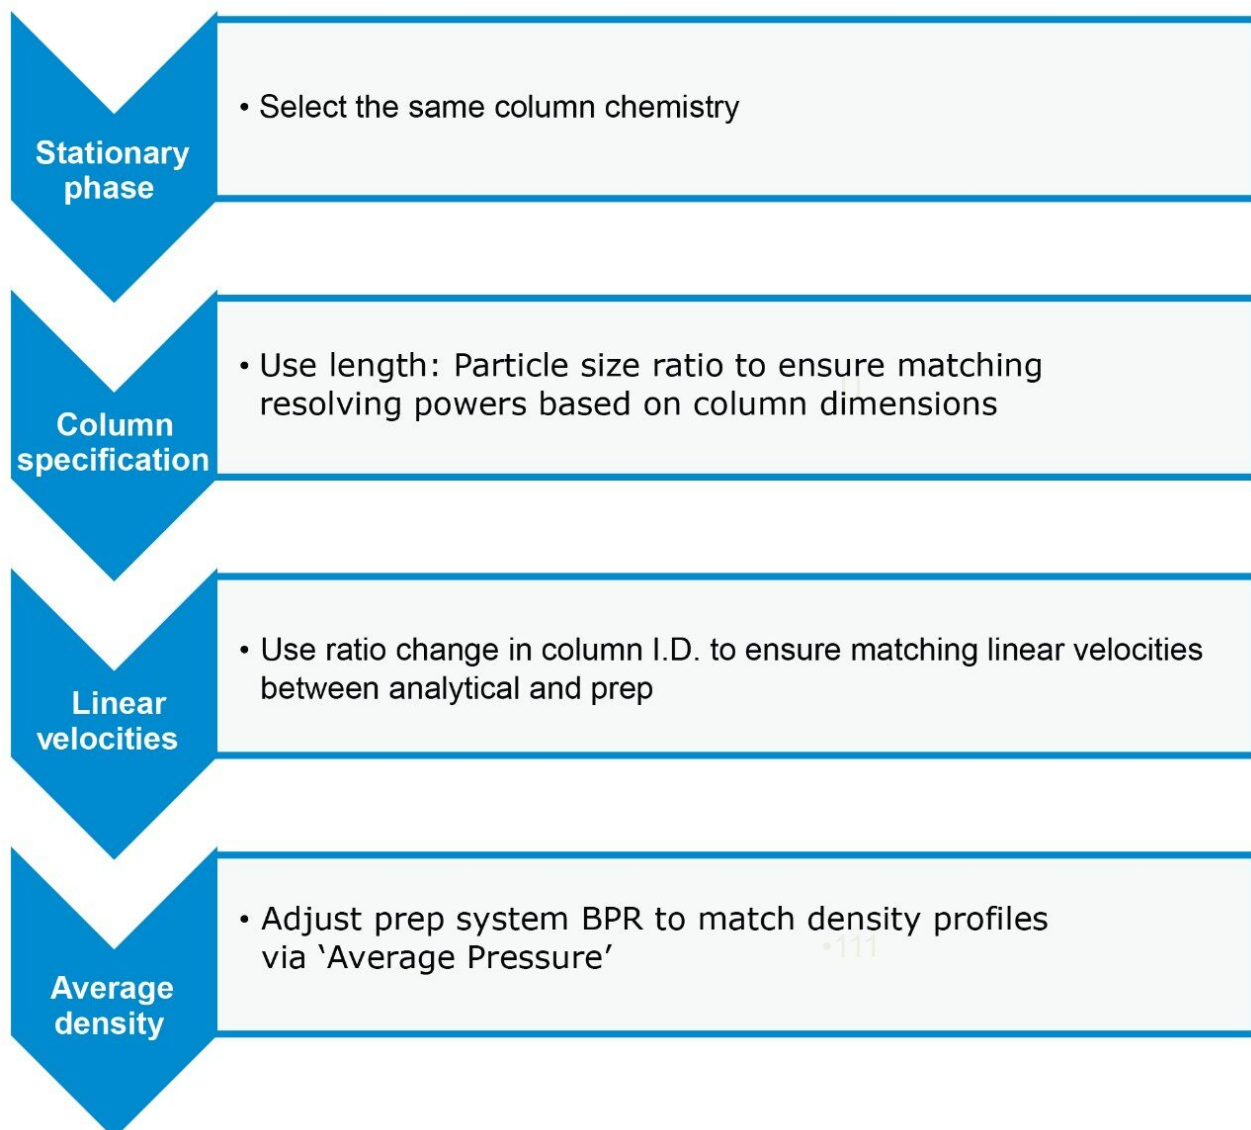 Stationary
phase
• Select the same column chemistry
Column
specification
• Use length: Particle size ratio to ensure matching
resolving powers based on column dimensions
Linear
velocities
• Use ratio change in column I.D. to ensure matching linear velocities
between analytical and prep
Average
density
• Adjust prep system BPR to match density profiles
via ‘Average Pressure’
•111